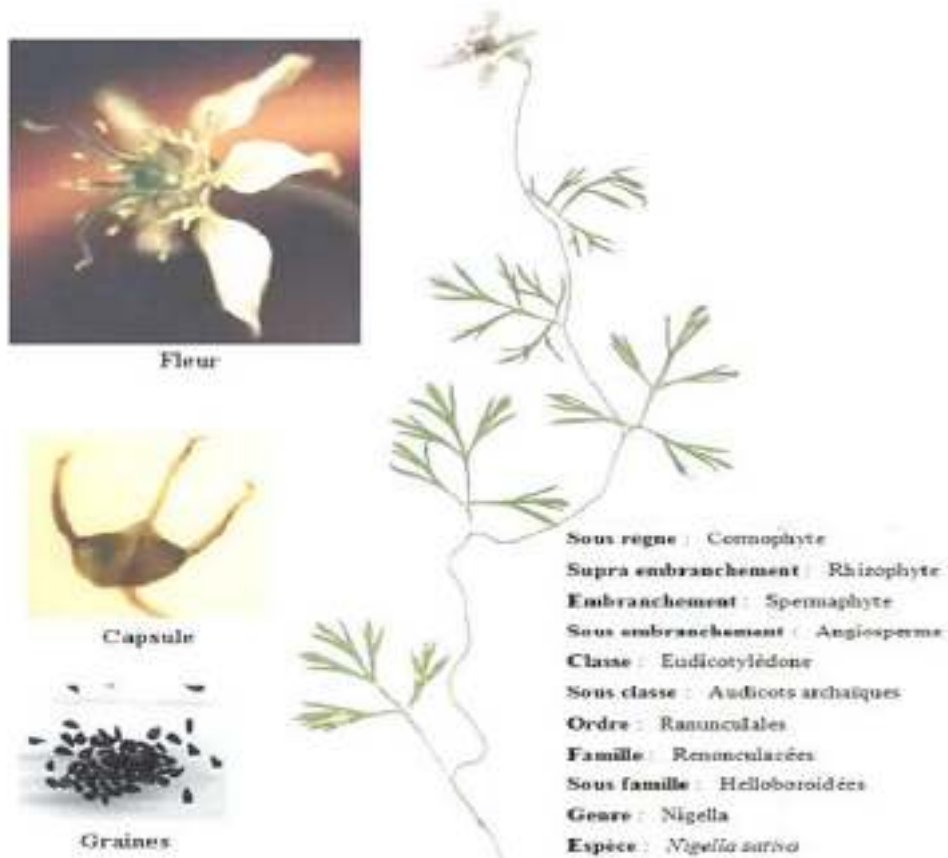 Fleur
Capsule
Graines
Sous règne : Cormophyte
Supra embranchement : Rhizophyte
Embranchement : Spermaphyte
Sous embranchement : Angiosperme
Classe : Eudicotylédone
Sous classe : Audicots archaïques
Ordre : Ranunculales
Famille : Renonculacées
Sous famille : Helloboroidées
Genre : Nigella
Espèce : Nigella sativa